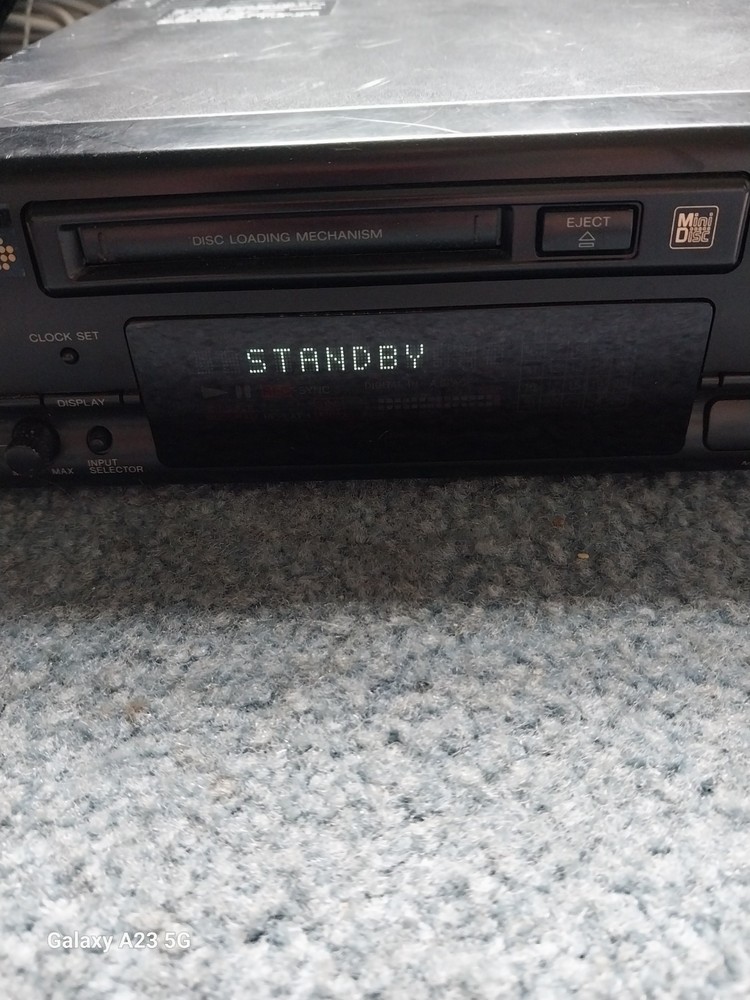 DISC LOADING MECHANISM
EJECT
Mini
Disc
CLOCK SET
STANDBY
DISPLAY
MAX
INPUT
SELECTOR
Galaxy A23 5G